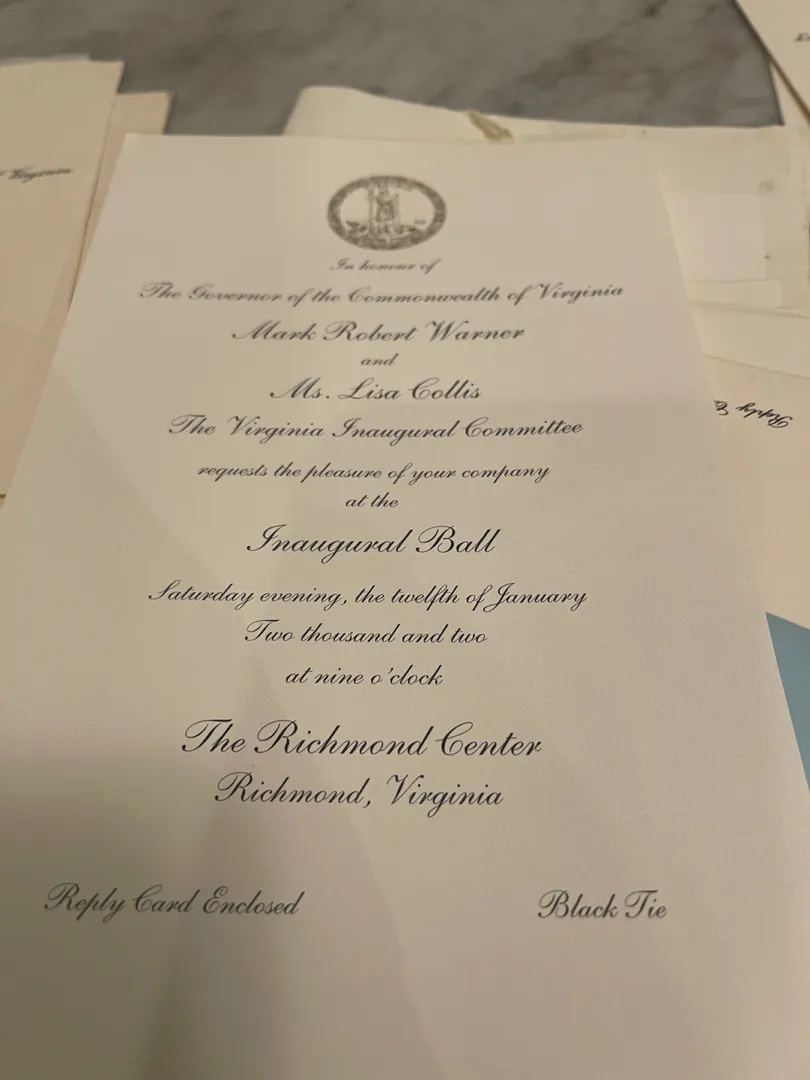 In honour of
The Governor of the Commonwealth of Virginia
Mark Robert Warner
and
Ms. Lisa Collis
The Virginia Inaugural Committee
requests the pleasure of your company
at the
Inaugural Ball
Saturday evening, the twelfth of January
Two thousand and two
at nine o'clock
The Richmond Center
Richmond, Virginia
Reply Card Enclosed
Black Tie
Virginia
Reply